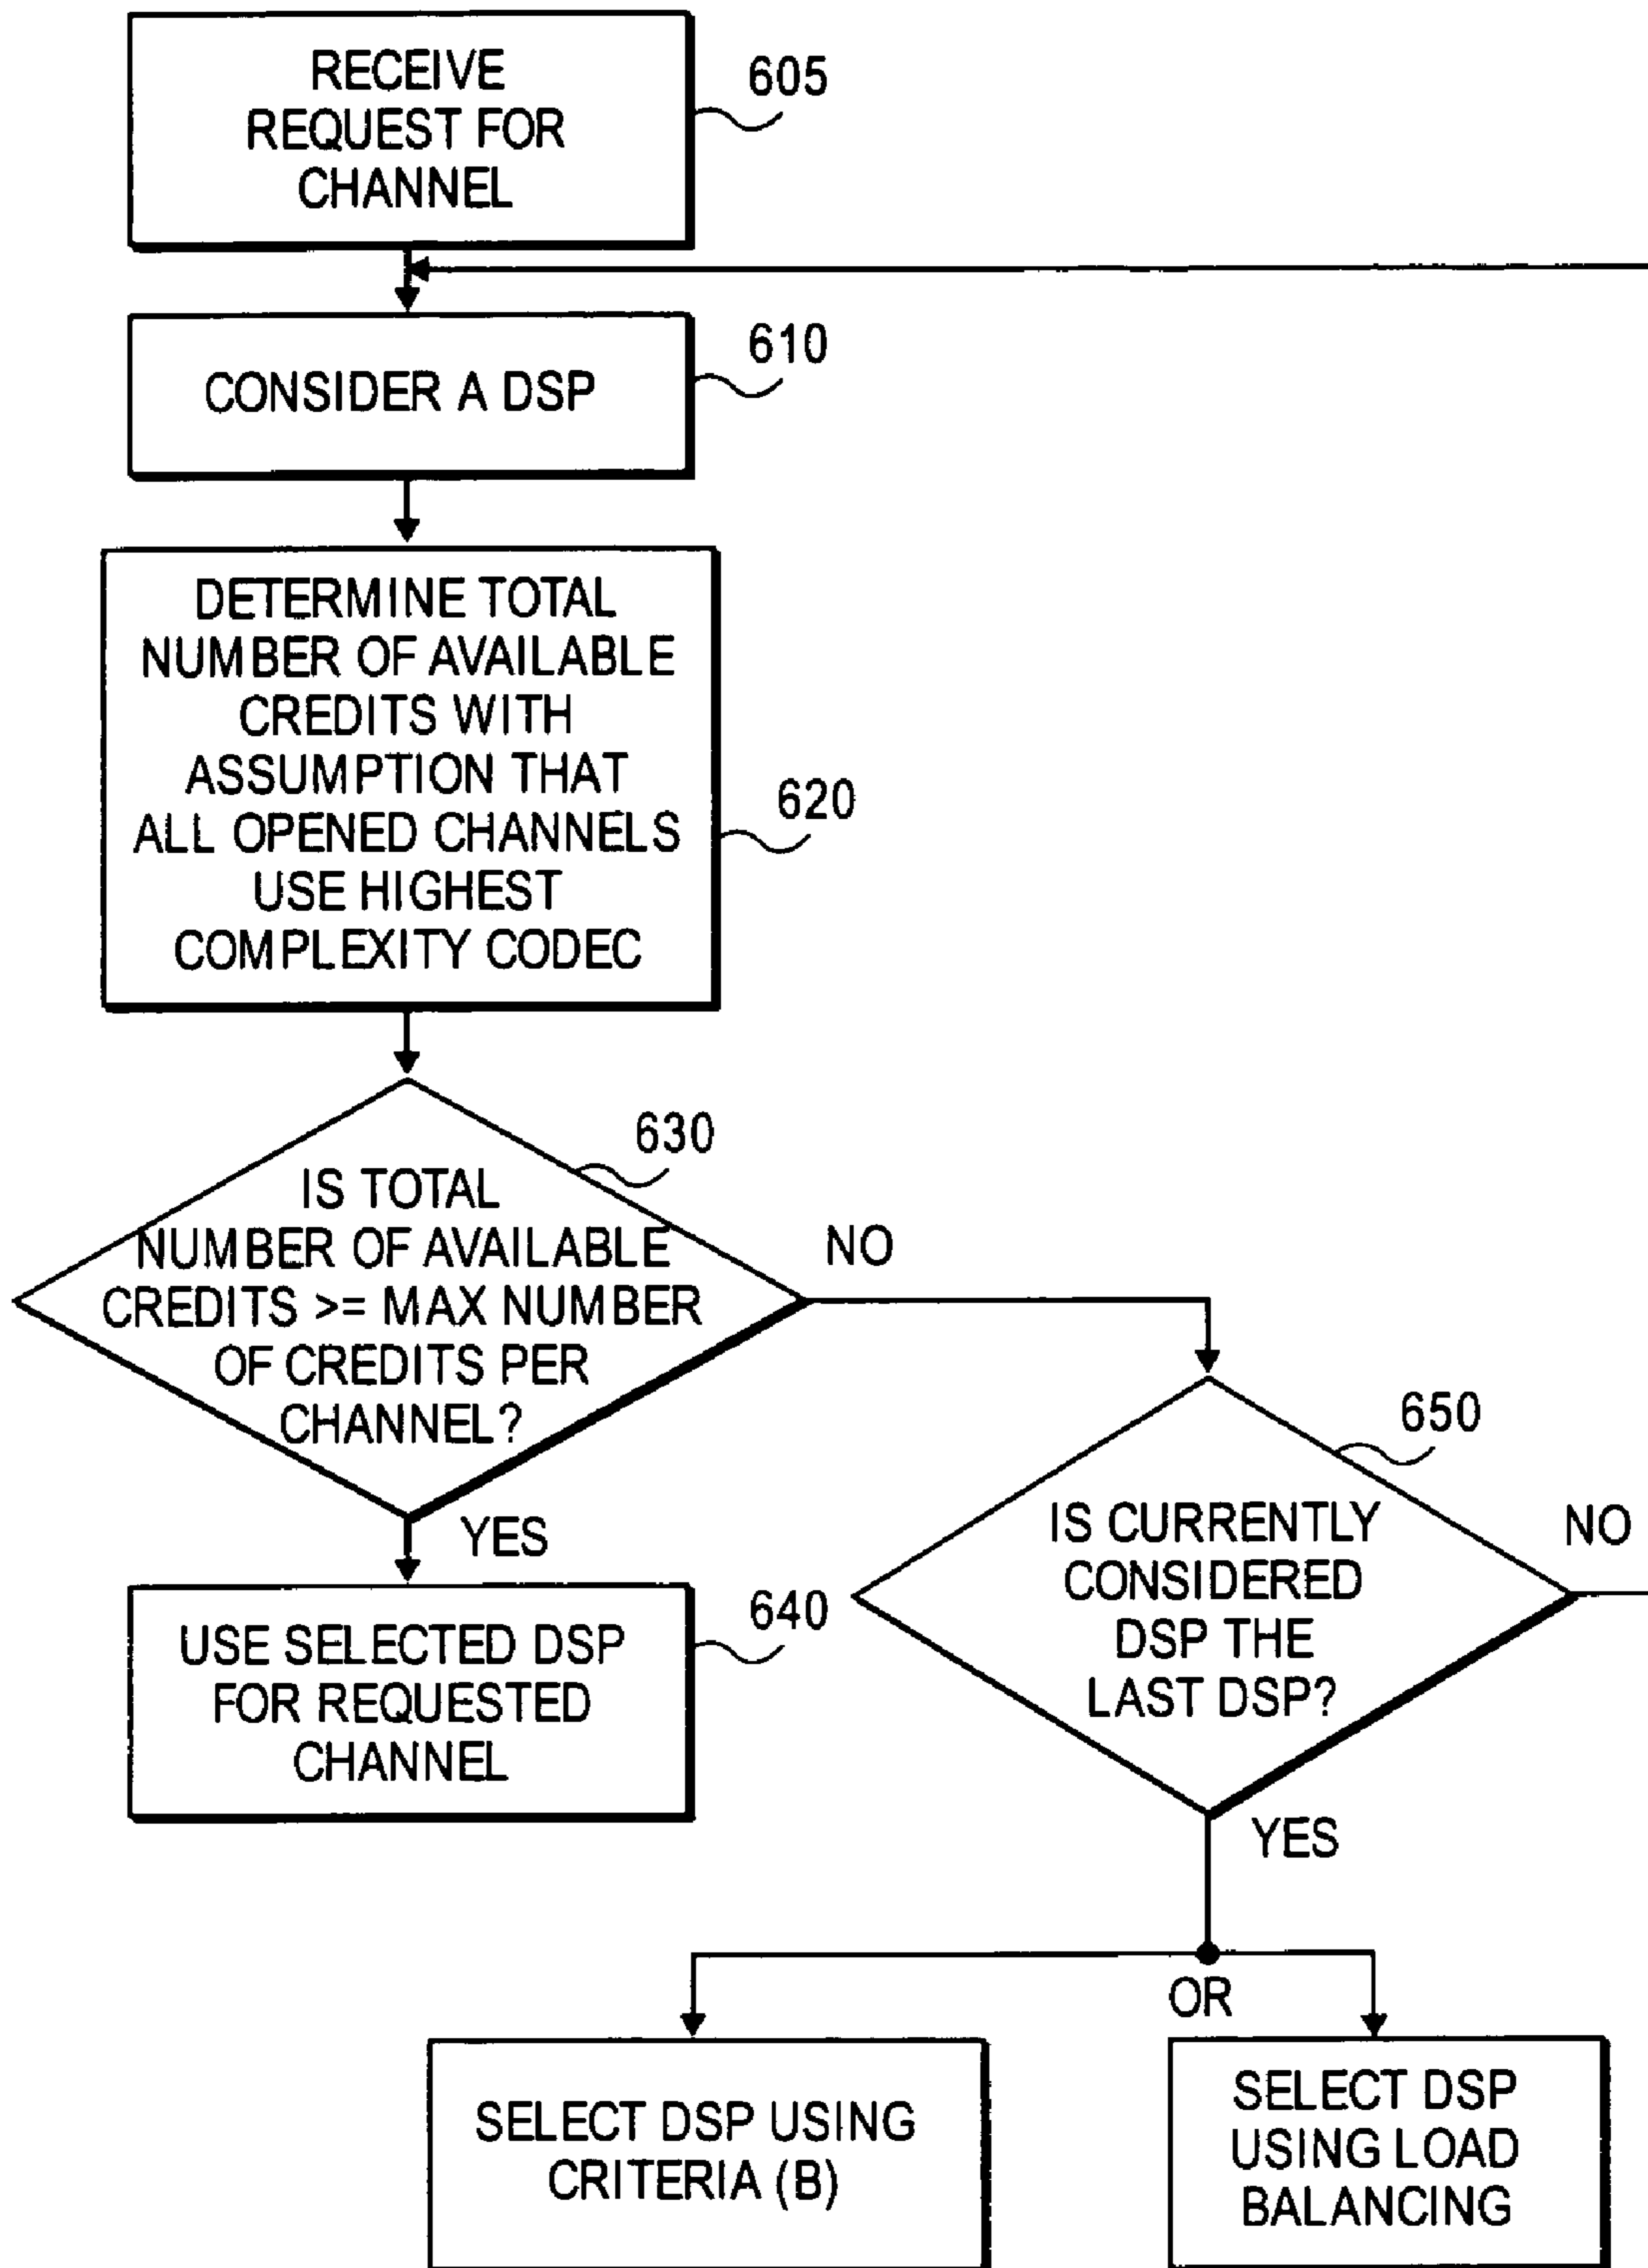 RECEIVE
REQUEST FOR
CHANNEL
605
CONSIDER A DSP
610
DETERMINE TOTAL
NUMBER OF AVAILABLE
CREDITS WITH
ASSUMPTION THAT
ALL OPENED CHANNELS
USE HIGHEST
COMPLEXITY CODEC
620
630
IS TOTAL
NUMBER OF AVAILABLE
CREDITS >= MAX NUMBER
OF CREDITS PER
CHANNEL?
NO
YES
650
IS CURRENTLY
CONSIDERED
DSP THE
LAST DSP?
NO
YES
USE SELECTED DSP
FOR REQUESTED
CHANNEL
640
OR
SELECT DSP USING
CRITERIA (B)
SELECT DSP
USING LOAD
BALANCING